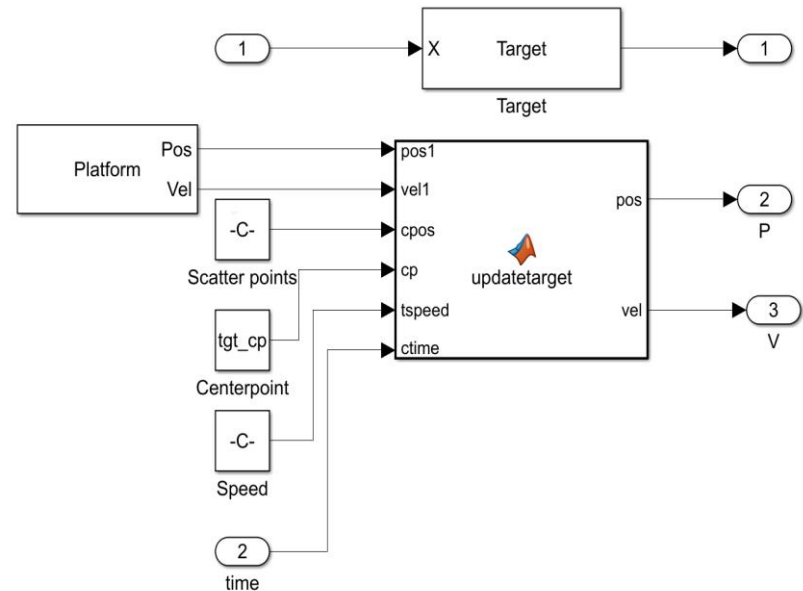 1
X
Target
1
Target
Platform
Pos
Vel
pos1
vel1
cpos
cp
tspeed
ctime
updatetarget
pos
vel
2
P
3
V
-C-
Scatter points
tgt_cp
Centerpoint
-C-
Speed
2
time